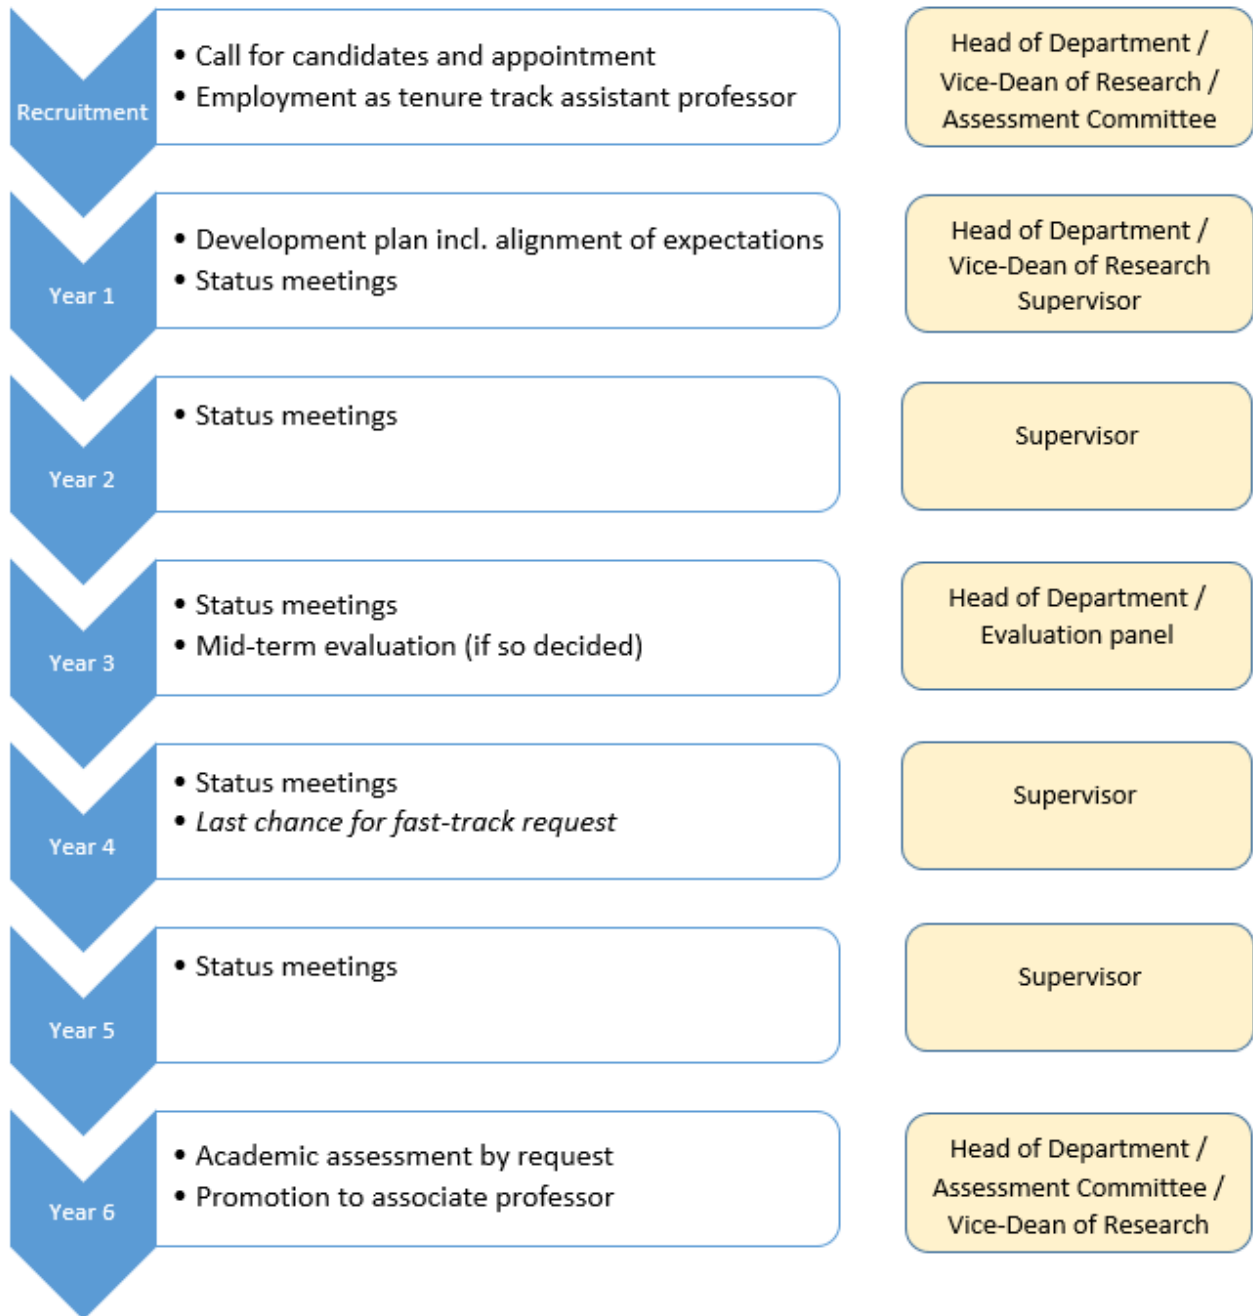 Recruitment
• Call for candidates and appointment
• Employment as tenure track assistant professor
Head of Department /
Vice-Dean of Research /
Assessment Committee
Year 1
• Development plan incl. alignment of expectations
• Status meetings
Head of Department /
Vice-Dean of Research
Supervisor
Year 2
• Status meetings
Supervisor
Year 3
• Status meetings
• Mid-term evaluation (if so decided)
Head of Department /
Evaluation panel
Year 4
• Status meetings
• Last chance for fast-track request
Supervisor
Year 5
• Status meetings
Supervisor
Year 6
• Academic assessment by request
• Promotion to associate professor
Head of Department /
Assessment Committee /
Vice-Dean of Research